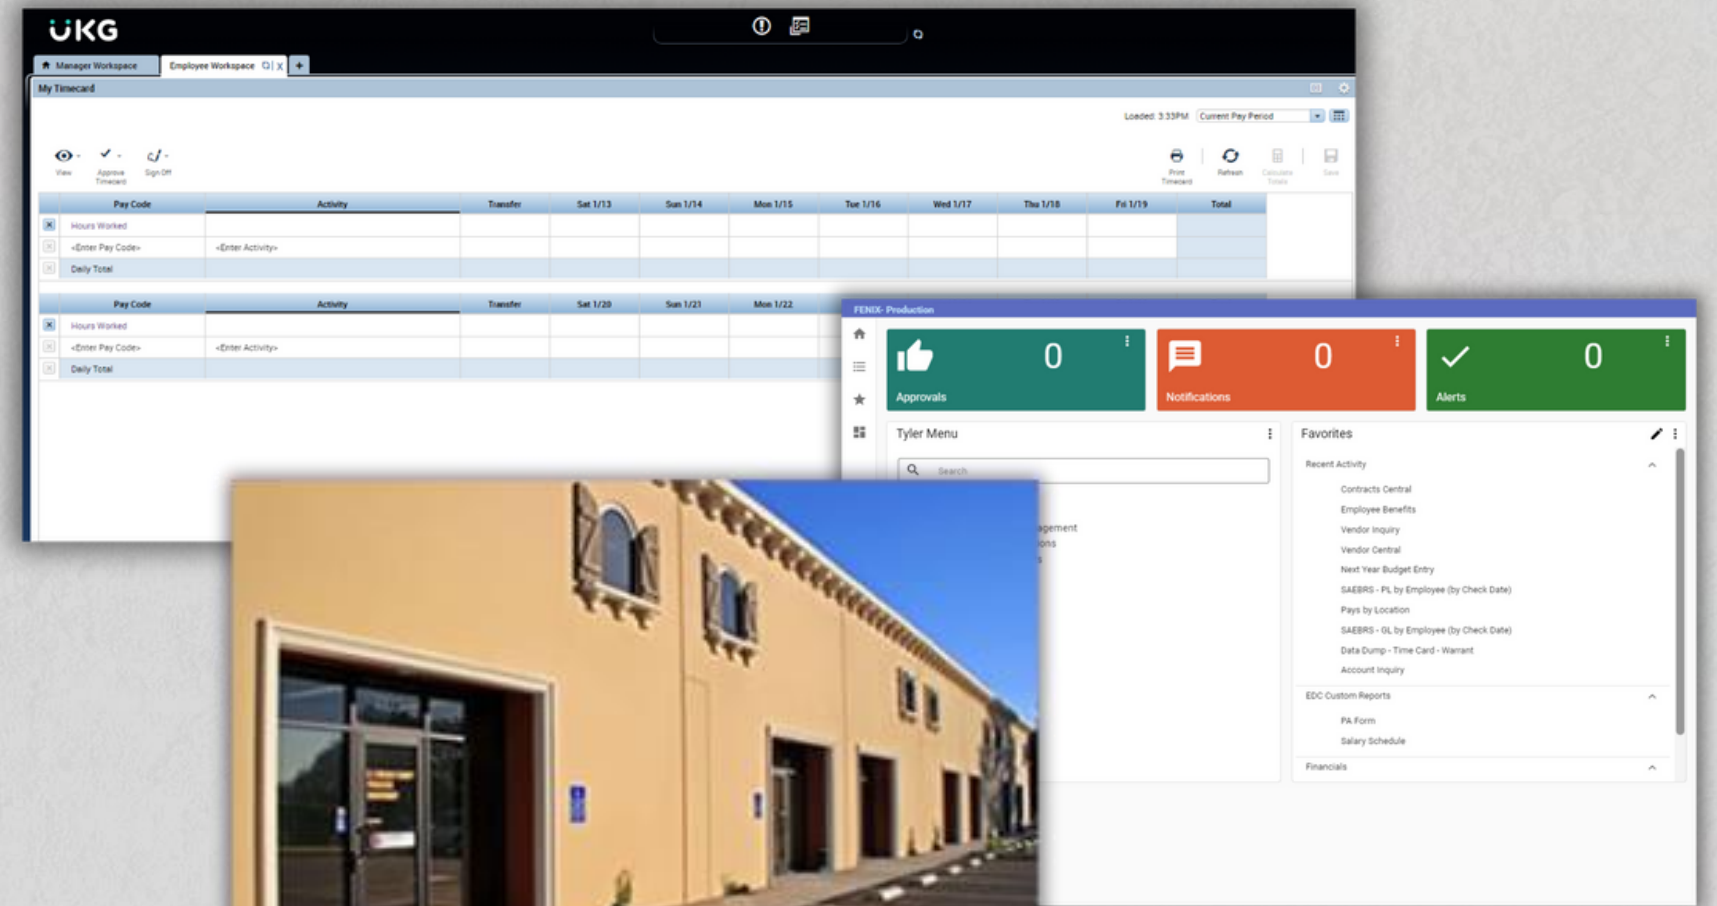 UKG
Manager Workspace
Employee Workspace
My Timecard
Loaded: 3:33PM Current Pay Period
View
Approve Timecard
Sign Off
Print Timecard
Refresh
Calculate Totals
Save
Pay Code Activity Transfer Sat 1/13 Sun 1/14 Mon 1/15 Tue 1/16 Wed 1/17 Thu 1/18 Fri 1/19 Total
Hours Worked
<Enter Pay Code> <Enter Activity>
Daily Total
Pay Code Activity Transfer Sat 1/20 Sun 1/21 Mon 1/22
Hours Worked
<Enter Pay Code> <Enter Activity>
Daily Total
FENIX- Production
0
Approvals
0
Notifications
0
Alerts
Tyler Menu
Search
agement
ions
s
Favorites
Recent Activity
Contracts Central
Employee Benefits
Vendor Inquiry
Vendor Central
Next Year Budget Entry
SAEBRS - PL by Employee (by Check Date)
Pays by Location
SAEBRS - GL by Employee (by Check Date)
Data Dump - Time Card - Warrant
Account Inquiry
EDC Custom Reports
PA Form
Salary Schedule
Financials